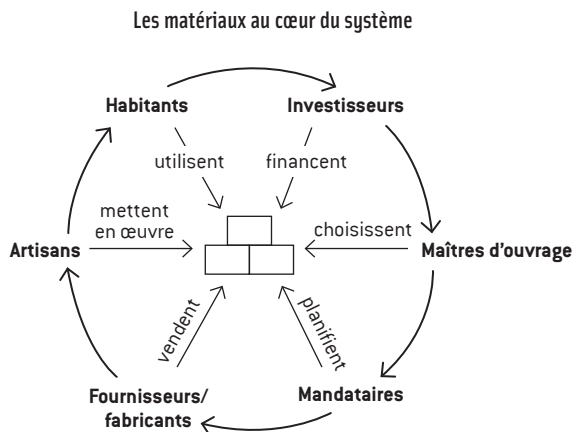 Les matériaux au cœur du système
Habitants
Investisseurs
utilisent
financent
mettent
en œuvre
choisissent
Artisans
Maîtres d'ouvrage
vendent
planifient
Fournisseurs/
fabricants
Mandataires